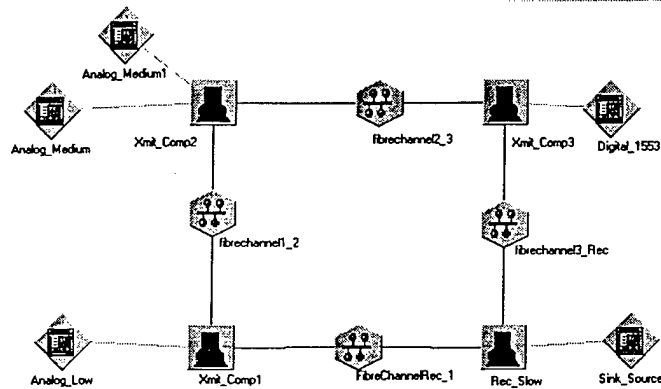 Analog_Medium1
Analog_Medium
Xmit_Comp2
fibrechannel2_3
Xmit_Comp3
Digital_1553
fibrechannel1_2
fibrechannel3_Rec
Analog_Low
Xmit_Comp1
FibreChannelRec_1
Rec_Slow
Sink_Source